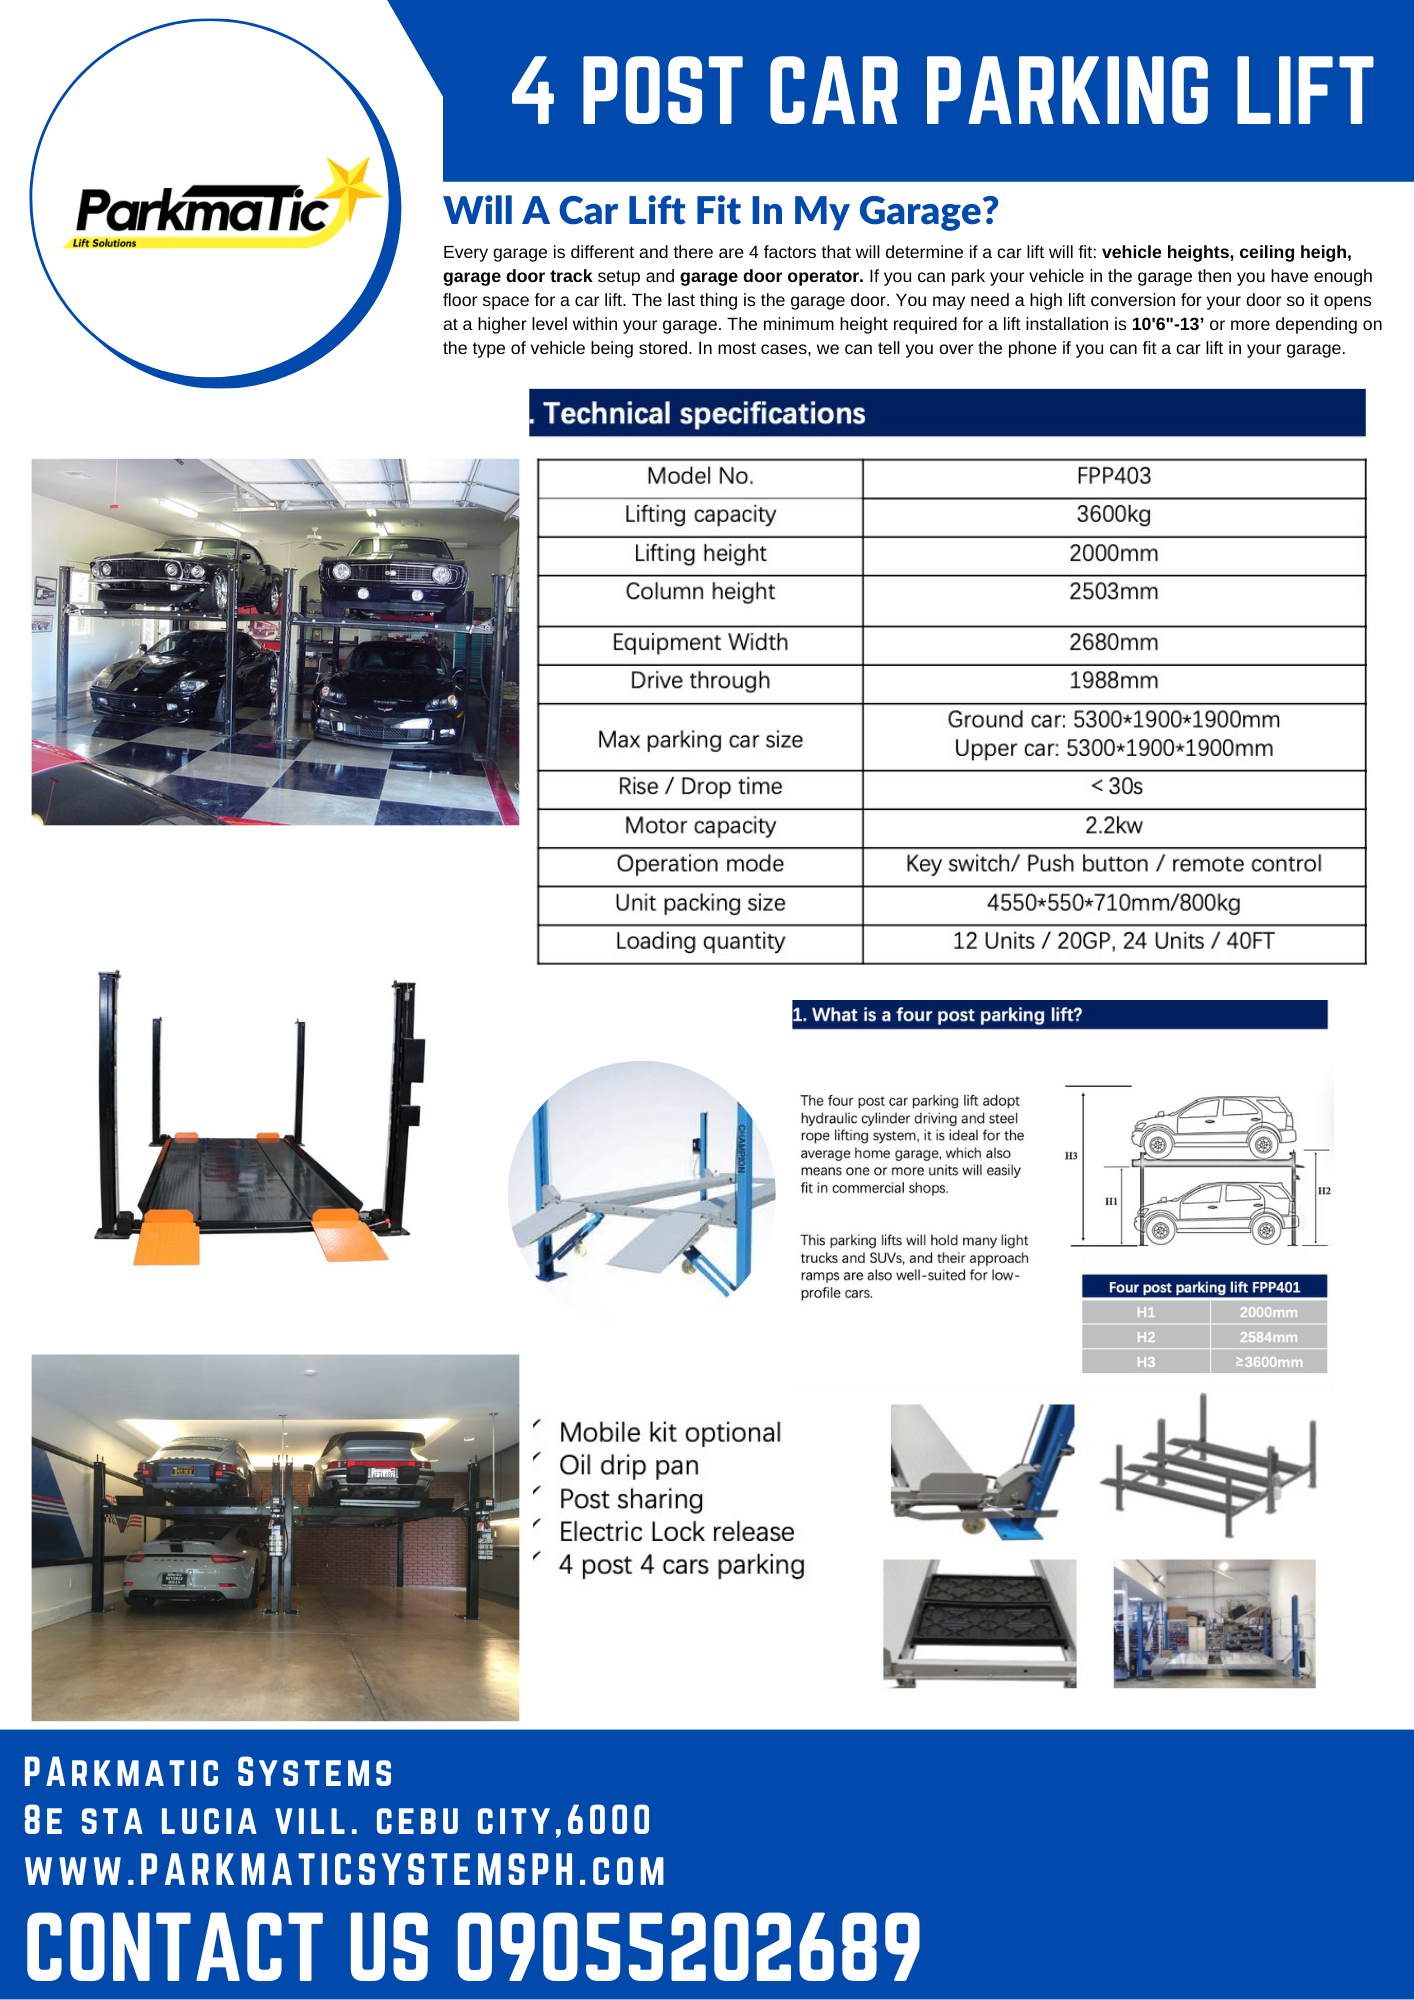 4 POST CAR PARKING LIFT
ParkmaTic
Lift Solutions
Will A Car Lift Fit In My Garage?
Every garage is different and there are 4 factors that will determine if a car lift will fit: vehicle heights, ceiling heigh,
garage door track setup and garage door operator. If you can park your vehicle in the garage then you have enough
floor space for a car lift. The last thing is the garage door. You may need a high lift conversion for your door so it opens
at a higher level within your garage. The minimum height required for a lift installation is 10'6"-13’ or more depending on
the type of vehicle being stored. In most cases, we can tell you over the phone if you can fit a car lift in your garage.
. Technical specifications
Model No. FPP403
Lifting capacity 3600kg
Lifting height 2000mm
Column height 2503mm
Equipment Width 2680mm
Drive through 1988mm
Max parking car size Ground car: 5300*1900*1900mm
Upper car: 5300*1900*1900mm
Rise / Drop time < 30s
Motor capacity 2.2kw
Operation mode Key switch/ Push button / remote control
Unit packing size 4550*550*710mm/800kg
Loading quantity 12 Units / 20GP, 24 Units / 40FT
1. What is a four post parking lift?
The four post car parking lift adopt
hydraulic cylinder driving and steel
rope lifting system, it is ideal for the
average home garage, which also
means one or more units will easily
fit in commercial shops.
This parking lifts will hold many light
trucks and SUVs, and their approach
ramps are also well-suited for low-
profile cars.
H3
H1
H2
Four post parking lift FPP401
H1 2000mm
H2 2584mm
H3 ≥3600mm
CHAMPION
Mobile kit optional
Oil drip pan
Post sharing
Electric Lock release
4 post 4 cars parking
PArkmatic Systems
8e sta lucia vill. cebu city,6000
www.PARKMATICSYSTEMSPH.com
CONTACT US 09055202689